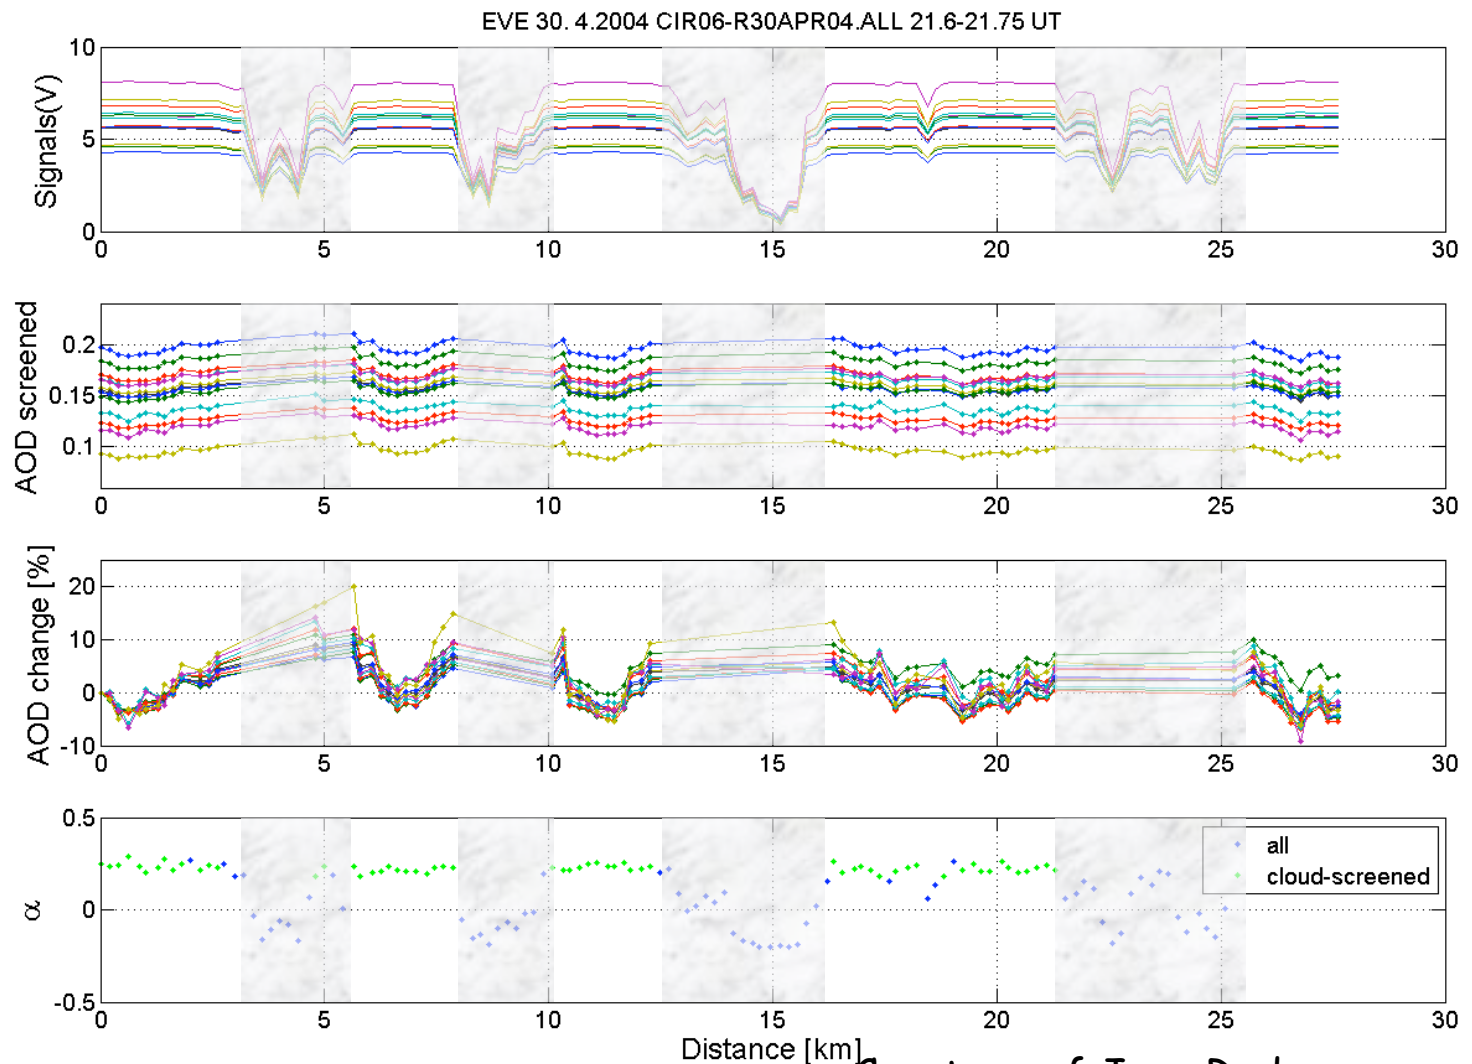 EVE 30. 4.2004 CIR06-R30APR04.ALL 21.6-21.75 UT
Signals(V)
10
5
0
0 5 10 15 20 25 30
AOD screened
0.2
0.15
0.1
0 5 10 15 20 25 30
AOD change [%]
20
10
0
-10
0 5 10 15 20 25 30
α
0.5
0
-0.5
all
cloud-screened
0 5 10 15 20 25 30
Distance [km]